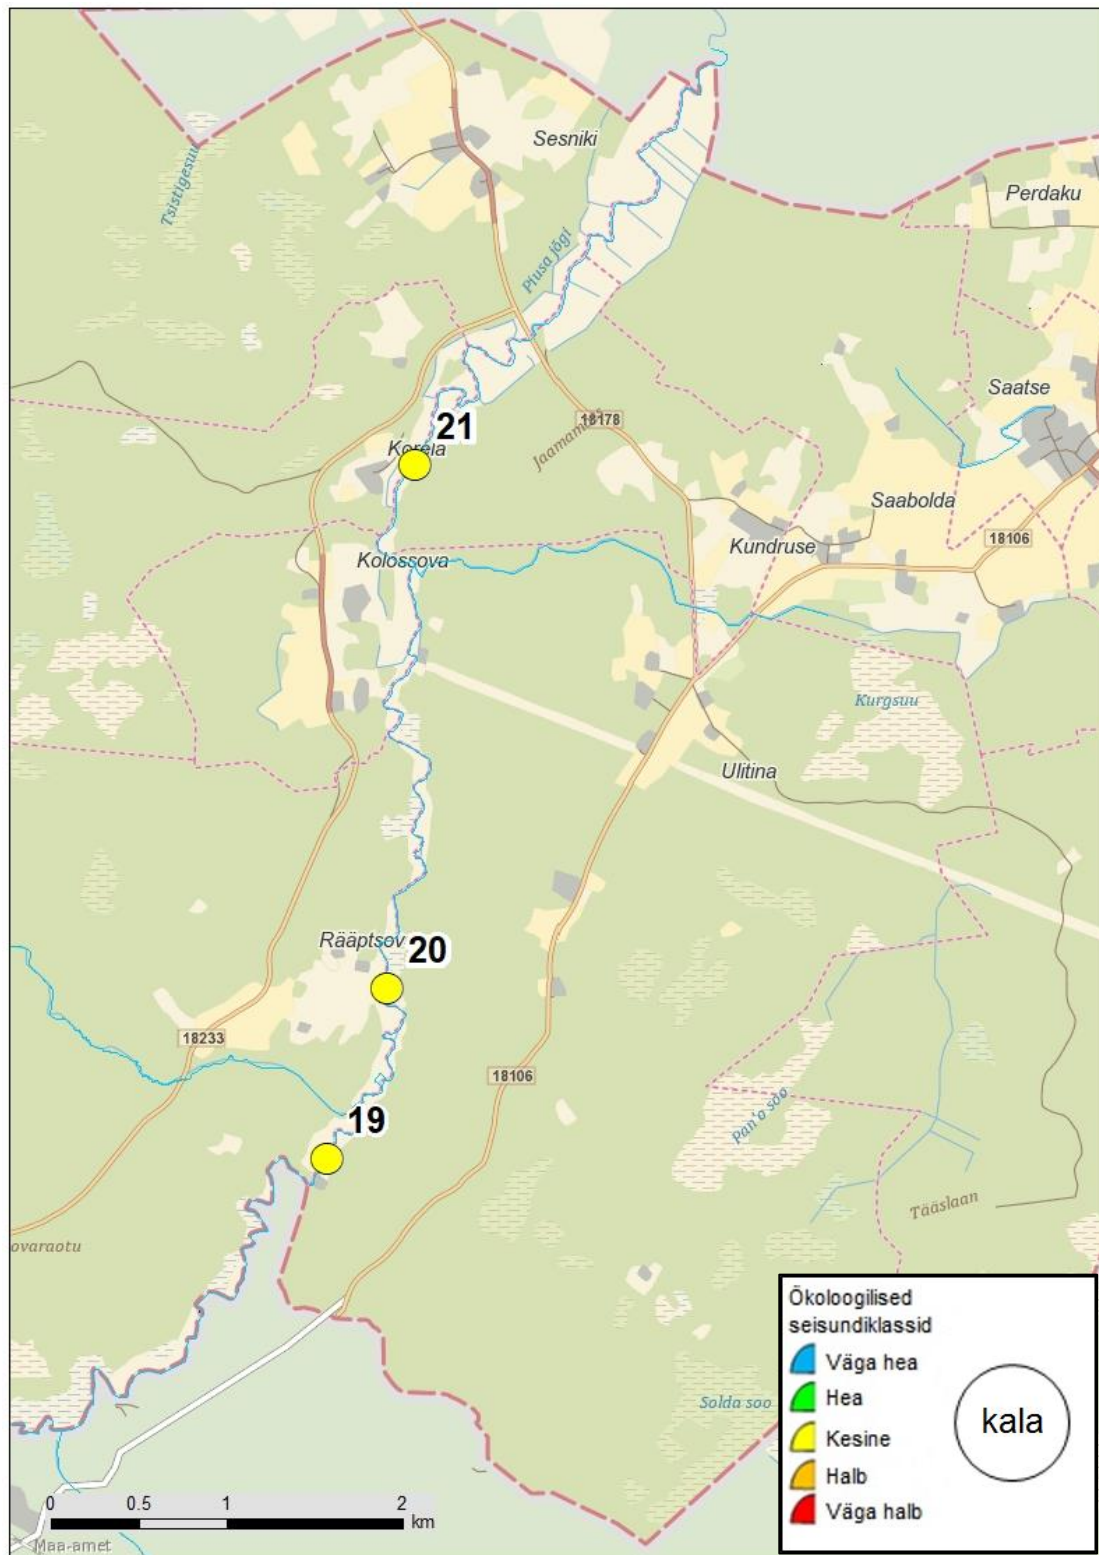 Sesniki
Tsistigesuu
Perdaku
Piusa jõgi
Saatse
21
18178
Korela
Jaamama
Saabolda
Kundruse
18106
Kolossova
Kurgsuu
Ulitina
Rääptsov
20
18233
18106
Pan'o soo
19
Tääslaan
ovaraotu
Ökoloogilised
seisundiklassid
Väga hea
Hea
Kesine
Halb
Väga halb
kala
Solda soo
0 0.5 1 2
km
Maa-amet